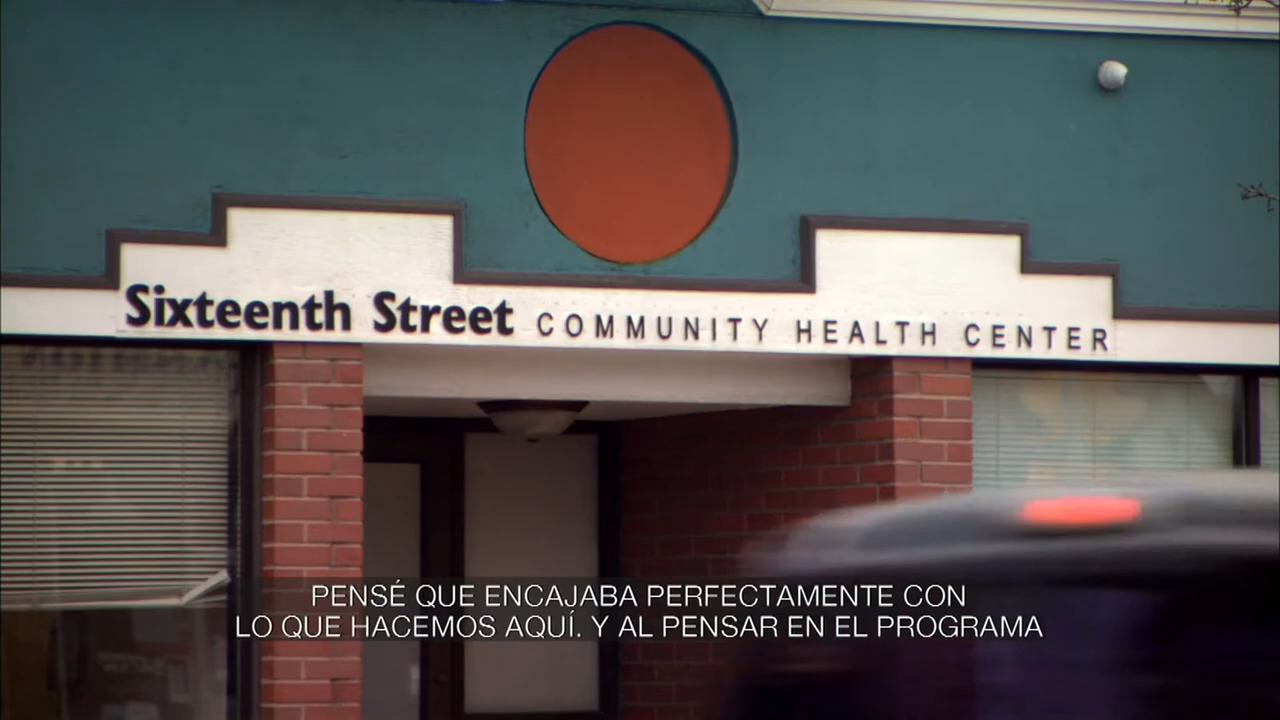 Sixteenth Street COMMUNITY HEALTH CENTER
PENSÉ QUE ENCAJABA PERFECTAMENTE CON
LO QUE HACEMOS AQUÍ. Y AL PENSAR EN EL PROGRAMA